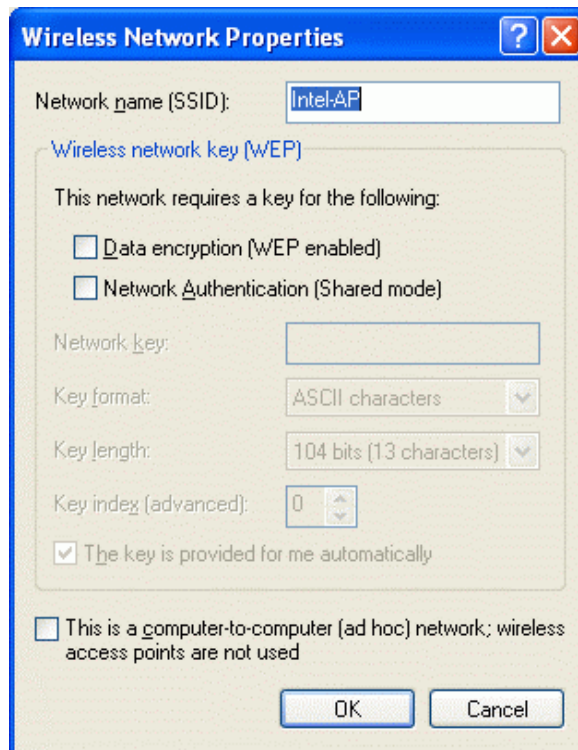 Wireless Network Properties
Network name (SSID):
Intel-AP
Wireless network key (WEP)
This network requires a key for the following:
Data encryption (WEP enabled)
Network Authentication (Shared mode)
Network key:
Key format:
ASCII characters
Key length:
104 bits (13 characters)
Key index (advanced):
0
The key is provided for me automatically
This is a computer-to-computer (ad hoc) network; wireless
access points are not used
OK
Cancel